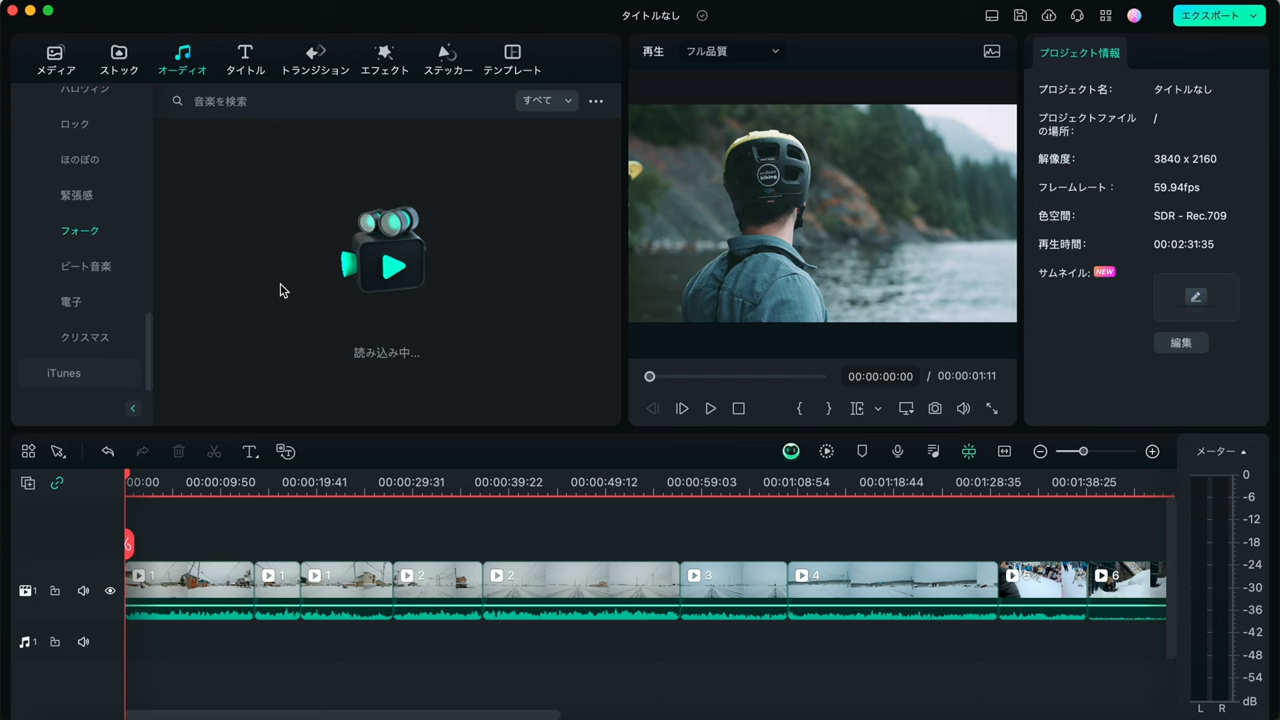 タイトルなし
エクスポート
メディア
ストック
オーディオ
タイトル
トランジション
エフェクト
ステッカー
テンプレート
ハロウィン
ロック
ほのぼの
緊張感
フォーク
ビート音楽
電子
クリスマス
iTunes
音楽を検索
すべて
読み込み中...
再生
フル品質
00:00:00:00 / 00:00:01:11
プロジェクト情報
プロジェクト名: タイトルなし
プロジェクトファイル
の場所: /
解像度: 3840 x 2160
フレームレート: 59.94fps
色空間: SDR - Rec.709
再生時間: 00:02:31:35
サムネイル: NEW
編集
メーター
00:00 00:00:09:50 00:00:19:41 00:00:29:31 00:00:39:22 00:00:49:12 00:00:59:03 00:01:08:54 00:01:18:44 00:01:28:35 00:01:38:25
1 1 1 2 2 3 4 6
1
1
0
-6
-12
-18
-24
-30
-36
-42
-48
-54
dB
L R